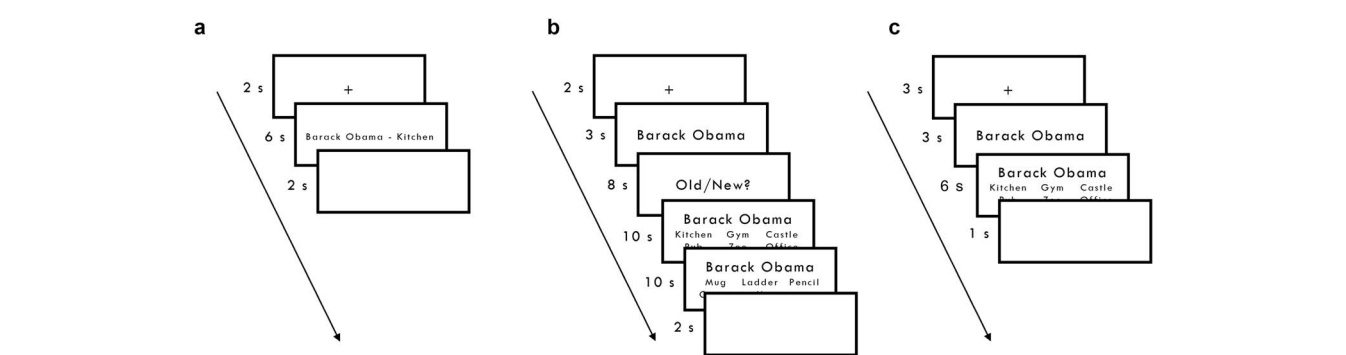 a
2 s
+
6 s
Barack Obama - Kitchen
2 s
b
2 s
+
3 s
Barack Obama
8 s
Old/New?
10 s
Barack Obama
Kitchen Gym Castle
10 s
Barack Obama
Mug Ladder Pencil
2 s
c
3 s
+
3 s
Barack Obama
6 s
Barack Obama
Kitchen Gym Castle
1 s